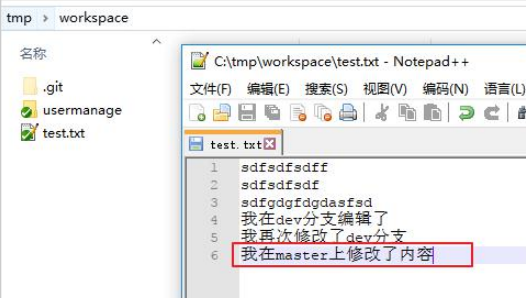 tmp > workspace
名称
.git
usermanage
test.txt
C:\tmp\workspace\test.txt - Notepad++
文件(F) 编辑(E) 搜索(S) 视图(V) 编码(N) 语言(L)
test.txt
1 sdfsdfsdff
2 sdfsdfsdf
3 sdfgdgfdgdasfsd
4 我在dev分支编辑了
5 我再次修改了dev分支
6 我在master上修改了内容